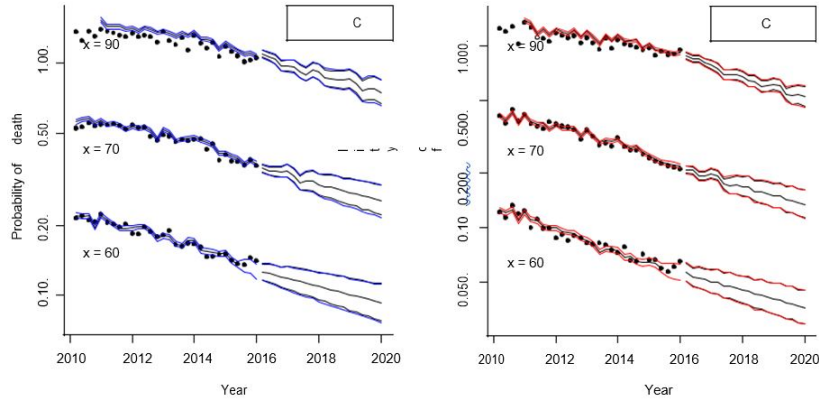 C
x = 90
x = 70
x = 60
Probability of death
1.00.
0.50.
0.20.
0.10.
2010 2012 2014 2016 2018 2020
Year
l i t y
c f
C
x = 90
x = 70
x = 60
1.000.
0.500.
0.200.
0.10
0.050.
2010 2012 2014 2016 2018 2020
Year